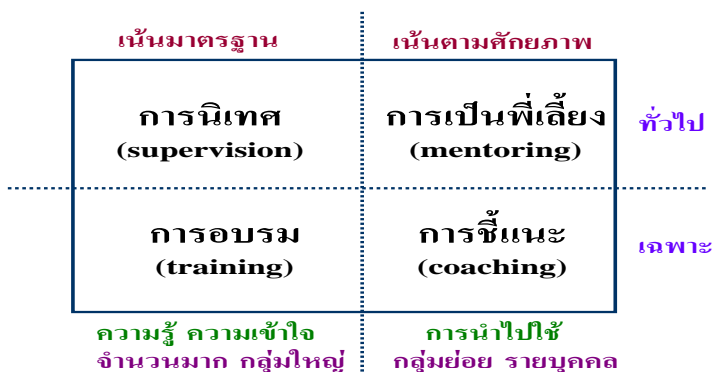 เน้นมาตรฐาน เน้นตามศักยภาพ
การนิเทศ การเป็นพี่เลี้ยง ทั่วไป
(supervision) (mentoring)
การอบรม การชี้แนะ เฉพาะ
(training) (coaching)
ความรู้ ความเข้าใจ การนำไปใช้
จำนวนมาก กลุ่มใหญ่ กลุ่มย่อย รายบุคคล